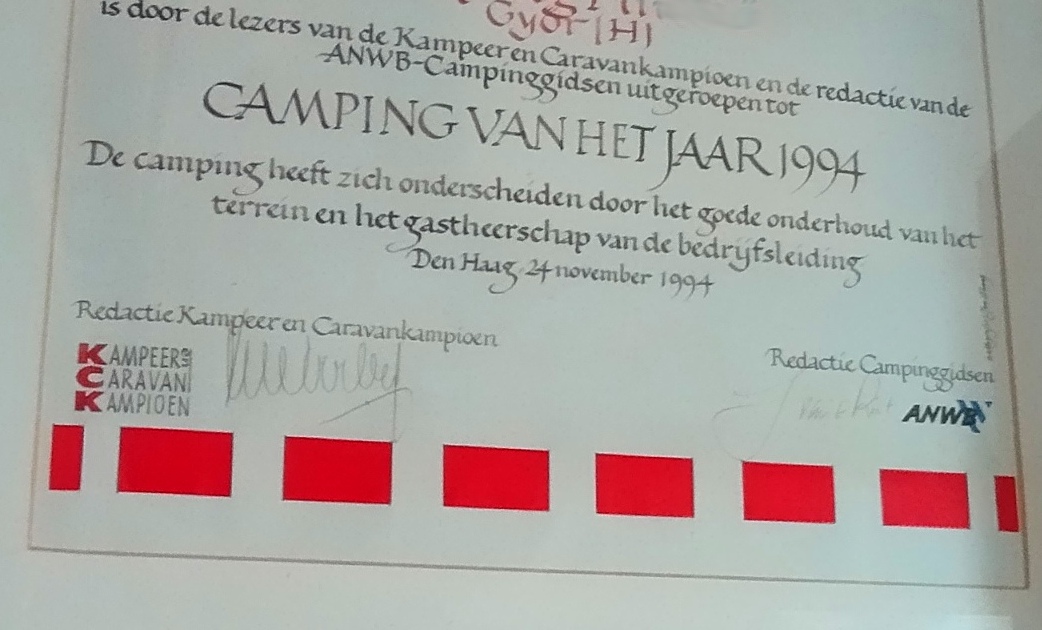 Győr (H)
is door de lezers van de Kampeer en Caravankampioen en de redactie van de
ANWB-Campinggidsen uitgeroepen tot
CAMPING VAN HET JAAR 1994
De camping heeft zich onderscheiden door het goede onderhoud van het
terrein en het gastheerschap van de bedrijfsleiding
Den Haag, 24 november 1994
Redactie Kampeer en Caravankampioen
KAMPEER EN
CARAVAN
KAMPIOEN
Redactie Campinggidsen
ANWB